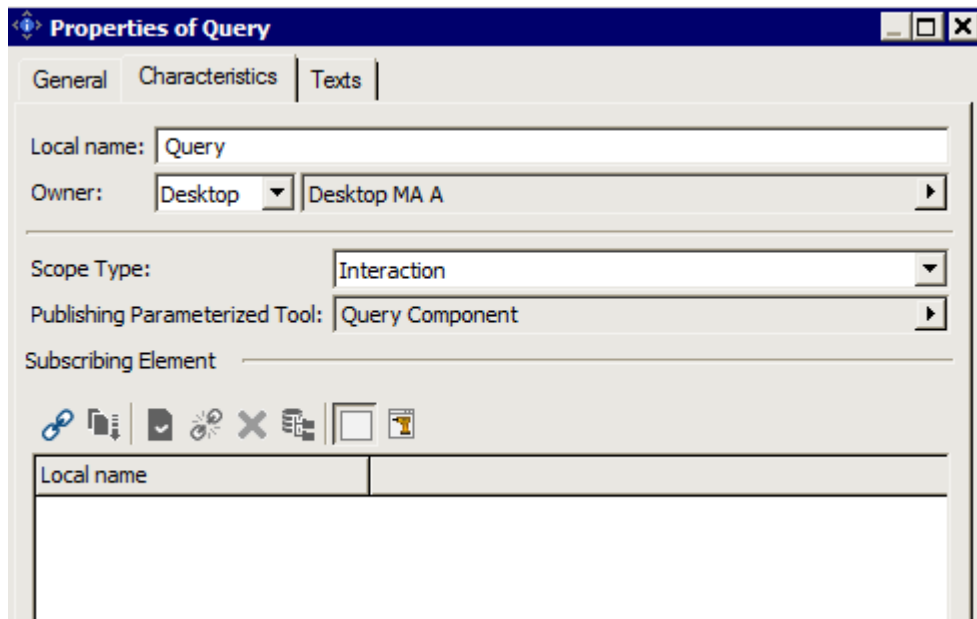 Properties of Query
General Characteristics Texts
Local name: Query
Owner: Desktop Desktop MA A
Scope Type: Interaction
Publishing Parameterized Tool: Query Component
Subscribing Element
Local name